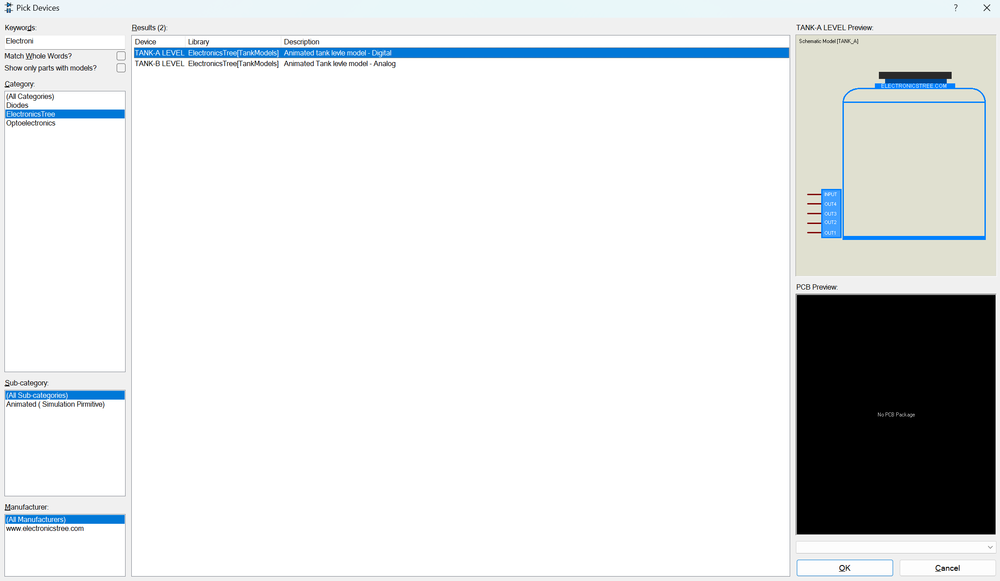 Pick Devices
?
Keywords:
Electroni
Match Whole Words?
Show only parts with models?
Category:
(All Categories)
Diodes
ElectronicsTree
Optoelectronics
Sub-category:
(All Sub-categories)
Animated ( Simulation Pirmitive)
Manufacturer:
(All Manufacturers)
www.electronicstree.com
Results (2):
Device Library Description
TANK-A LEVEL ElectronicsTree[TankModels] Animated tank levle model - Digital
TANK-B LEVEL ElectronicsTree[TankModels] Animated Tank levle model - Analog
TANK-A LEVEL Preview:
Schematic Model [TANK_A]
ELECTRONICSTREE.COM
INPUT
OUT4
OUT3
OUT2
OUT1
PCB Preview:
No PCB Package
OK
Cancel